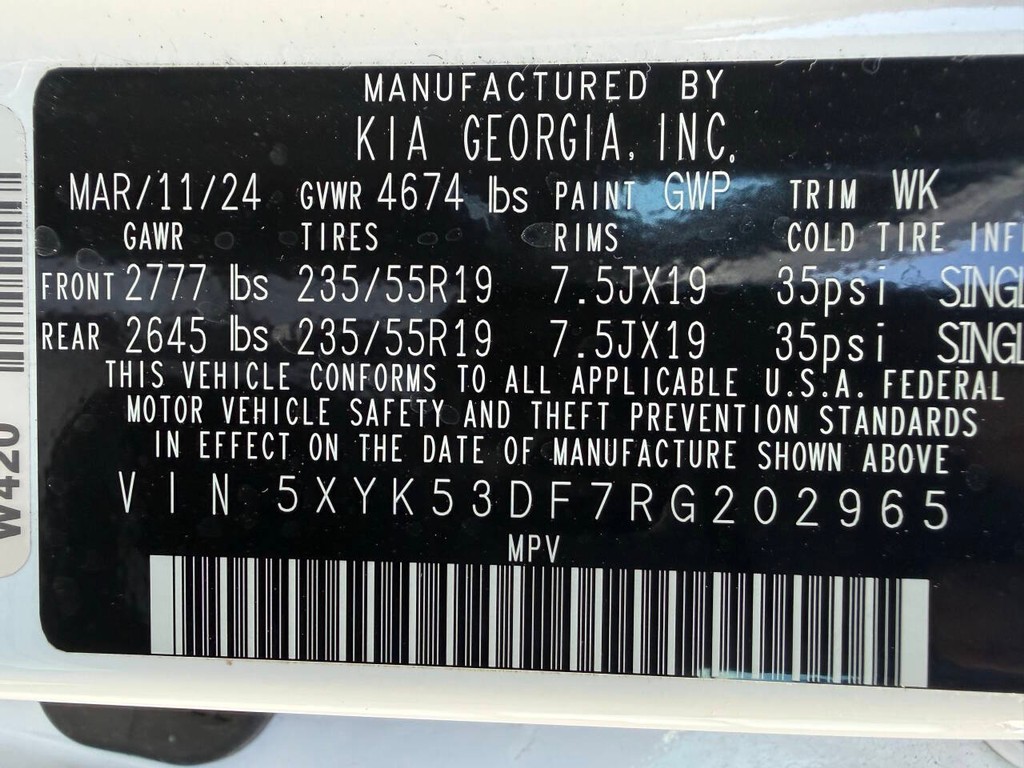 MANUFACTURED BY
KIA GEORGIA, INC.
MAR/11/24 GVWR 4674 lbs PAINT GWP TRIM WK
GAWR TIRES RIMS COLD TIRE INFL
FRONT 2777 lbs 235/55R19 7.5JX19 35psi SINGL
REAR 2645 lbs 235/55R19 7.5JX19 35psi SINGL
THIS VEHICLE CONFORMS TO ALL APPLICABLE U.S.A. FEDERAL
MOTOR VEHICLE SAFETY AND THEFT PREVENTION STANDARDS
IN EFFECT ON THE DATE OF MANUFACTURE SHOWN ABOVE
VIN 5XYK53DF7RG202965
MPV
W420